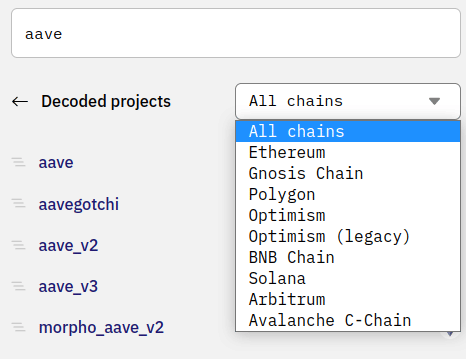 aave
← Decoded projects
All chains
All chains
Ethereum
Gnosis Chain
Polygon
Optimism
Optimism (legacy)
BNB Chain
Solana
Arbitrum
Avalanche C-Chain
aave
aavegotchi
aave_v2
aave_v3
morpho_aave_v2